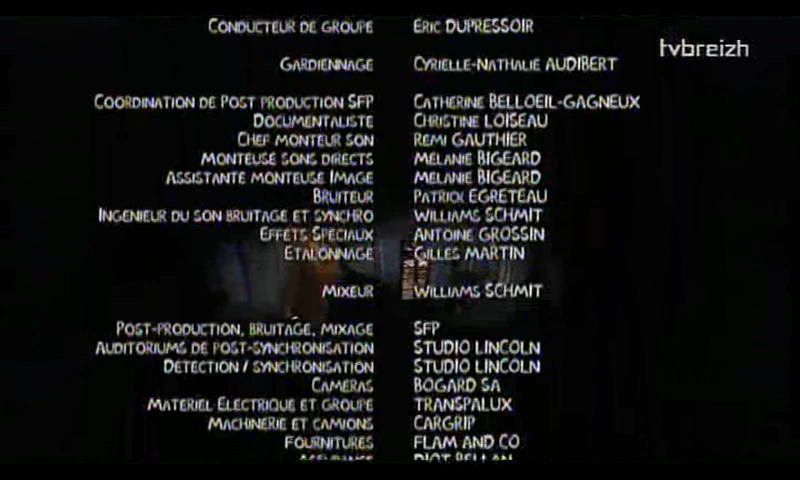 CONDUCTEUR DE GROUPE ERIC DUPRESSOIR
tvbreizh
GARDIENNAGE CYRIELLE-NATHALIE AUDIBERT
COORDINATION DE POST PRODUCTION SFP CATHERINE BELLOEIL-GAGNEUX
DOCUMENTALISTE CHRISTINE LOISEAU
CHEF MONTEUR SON REMI GAUTHIER
MONTEUSE SONS DIRECTS MELANIE BIGEARD
ASSISTANTE MONTEUSE IMAGE MELANIE BIGEARD
BRUITEUR PATRICK EGRETEAU
INGENIEUR DU SON BRUITAGE ET SYNCHRO WILLIAMS SCHMIT
EFFETS SPECIAUX ANTOINE GROSSIN
ETALONNAGE GILLES MARTIN
MIXEUR WILLIAMS SCHMIT
POST-PRODUCTION, BRUITAGE, MIXAGE SFP
AUDITORIUMS DE POST-SYNCHRONISATION STUDIO LINCOLN
DETECTION / SYNCHRONISATION STUDIO LINCOLN
CAMERAS BOGARD SA
MATERIEL ELECTRIQUE ET GROUPE TRANSPALUX
MACHINERIE ET CAMIONS CARGRIP
FOURNITURES FLAM AND CO